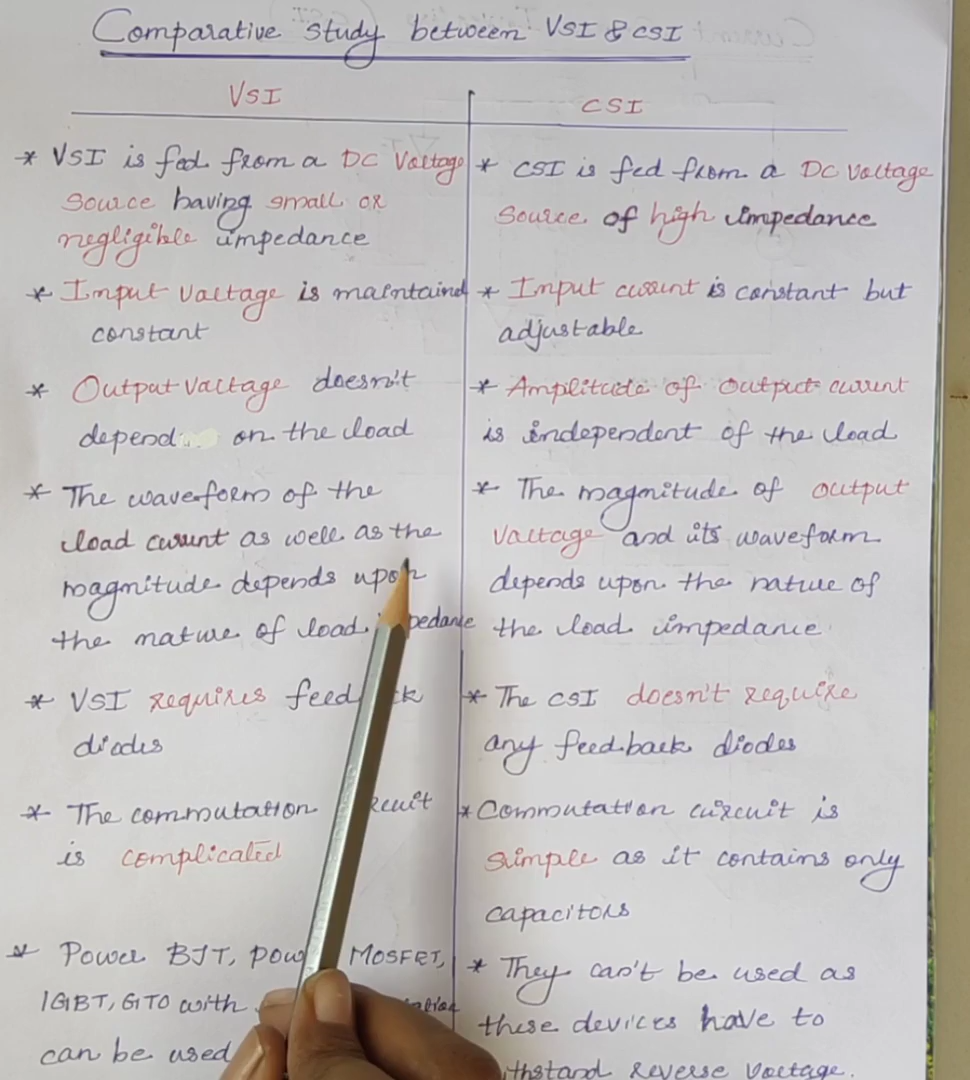 Comparative study between VSI & CSI
VSI
* VSI is fed from a DC Voltage
Source having small or
negligible impedance
* Input Voltage is maintaind
constant
* Output Voltage doesn't
depend on the load
* The waveform of the
load current as well as the
magnitude depends upon
the nature of load
* VSI requires
diodes
* The commutation
is complicated
* Power BJT, MOSFET,
IGBT, GTO with
can be used
CSI
* CSI is fed from a DC Voltage
Source of high impedance
* Input current is constant but
adjustable
* Amplitude of output current
is independent of the load
* The magnitude of output
Voltage and its waveform
depends upon the nature of
the load impedance
* The CSI doesn't require
any feedback diodes
* Commutation circuit is
simple as it contains only
capacitors
* They can't be used as
these devices have to
reverse Voltage.